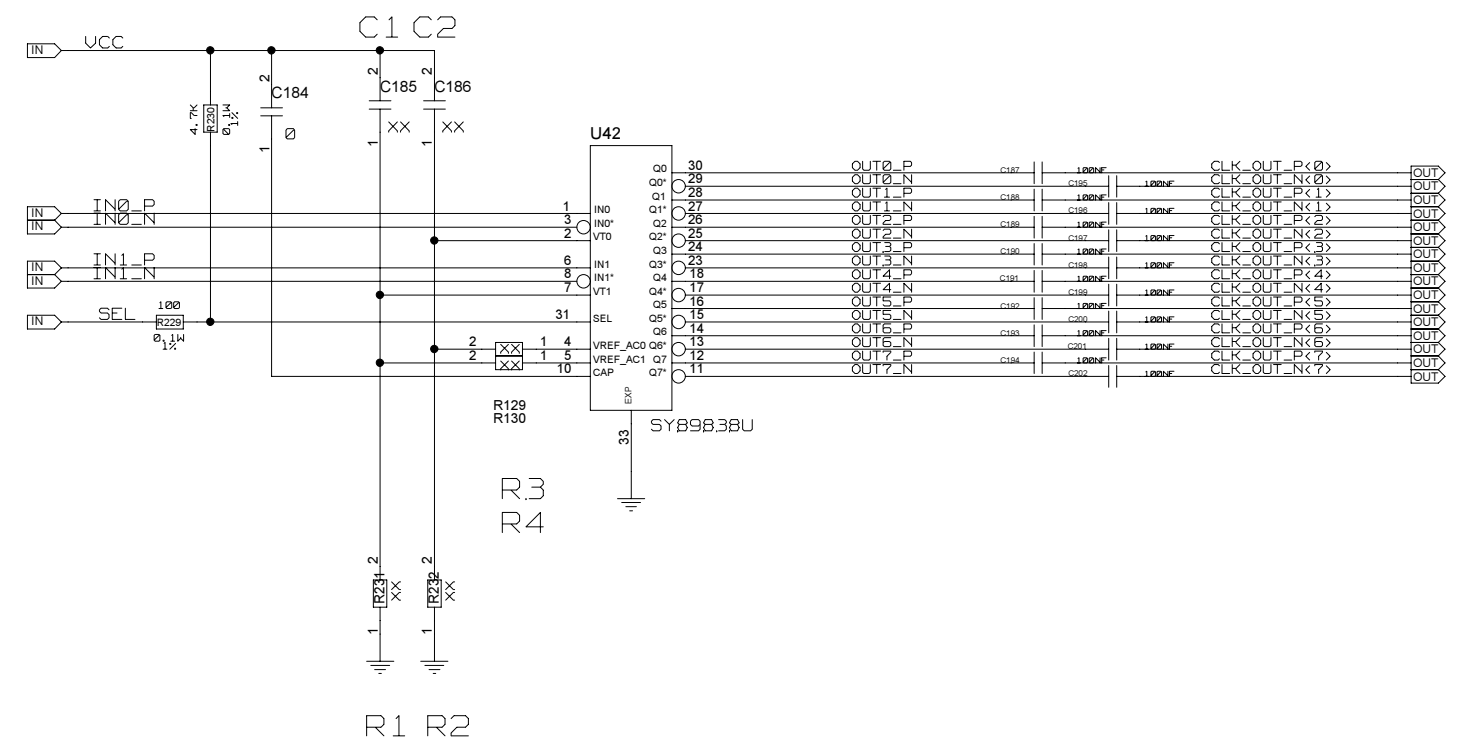 C1 C2
IN VCC
2 2 2
C184 C185 C186
4.7K R230 0.1W 1%
0 XX XX
1 1 1
U42
Q0 30 OUT0_P C187 100NF CLK_OUT_P<0> OUT
Q0* 29 OUT0_N C195 100NF CLK_OUT_N<0> OUT
Q1 28 OUT1_P C188 100NF CLK_OUT_P<1> OUT
IN IN0_P 1 IN0 Q1* 27 OUT1_N C196 100NF CLK_OUT_N<1> OUT
IN IN0_N 3 IN0* Q2 26 OUT2_P C189 100NF CLK_OUT_P<2> OUT
2 VT0 Q2* 25 OUT2_N C197 100NF CLK_OUT_N<2> OUT
Q3 24 OUT3_P C190 100NF CLK_OUT_P<3> OUT
IN IN1_P 6 IN1 Q3* 23 OUT3_N C198 100NF CLK_OUT_N<3> OUT
IN IN1_N 8 IN1* Q4 18 OUT4_P C191 100NF CLK_OUT_P<4> OUT
7 VT1 Q4* 17 OUT4_N C199 100NF CLK_OUT_N<4> OUT
100
Q5 16 OUT5_P C192 100NF CLK_OUT_P<5> OUT
IN SEL R229 31 SEL Q5* 15 OUT5_N C200 100NF CLK_OUT_N<5> OUT
0.1W
1%
Q6 14 OUT6_P C193 100NF CLK_OUT_P<6> OUT
2 XX 1 4 VREF_AC0 Q6* 13 OUT6_N C201 100NF CLK_OUT_N<6> OUT
2 XX 1 5 VREF_AC1 Q7 12 OUT7_P C194 100NF CLK_OUT_P<7> OUT
10 CAP Q7* 11 OUT7_N C202 100NF CLK_OUT_N<7> OUT
EXP
R129
R130
33
SY89838U
R3
R4
2 2
R231 XX R232 XX
1 1
R1 R2